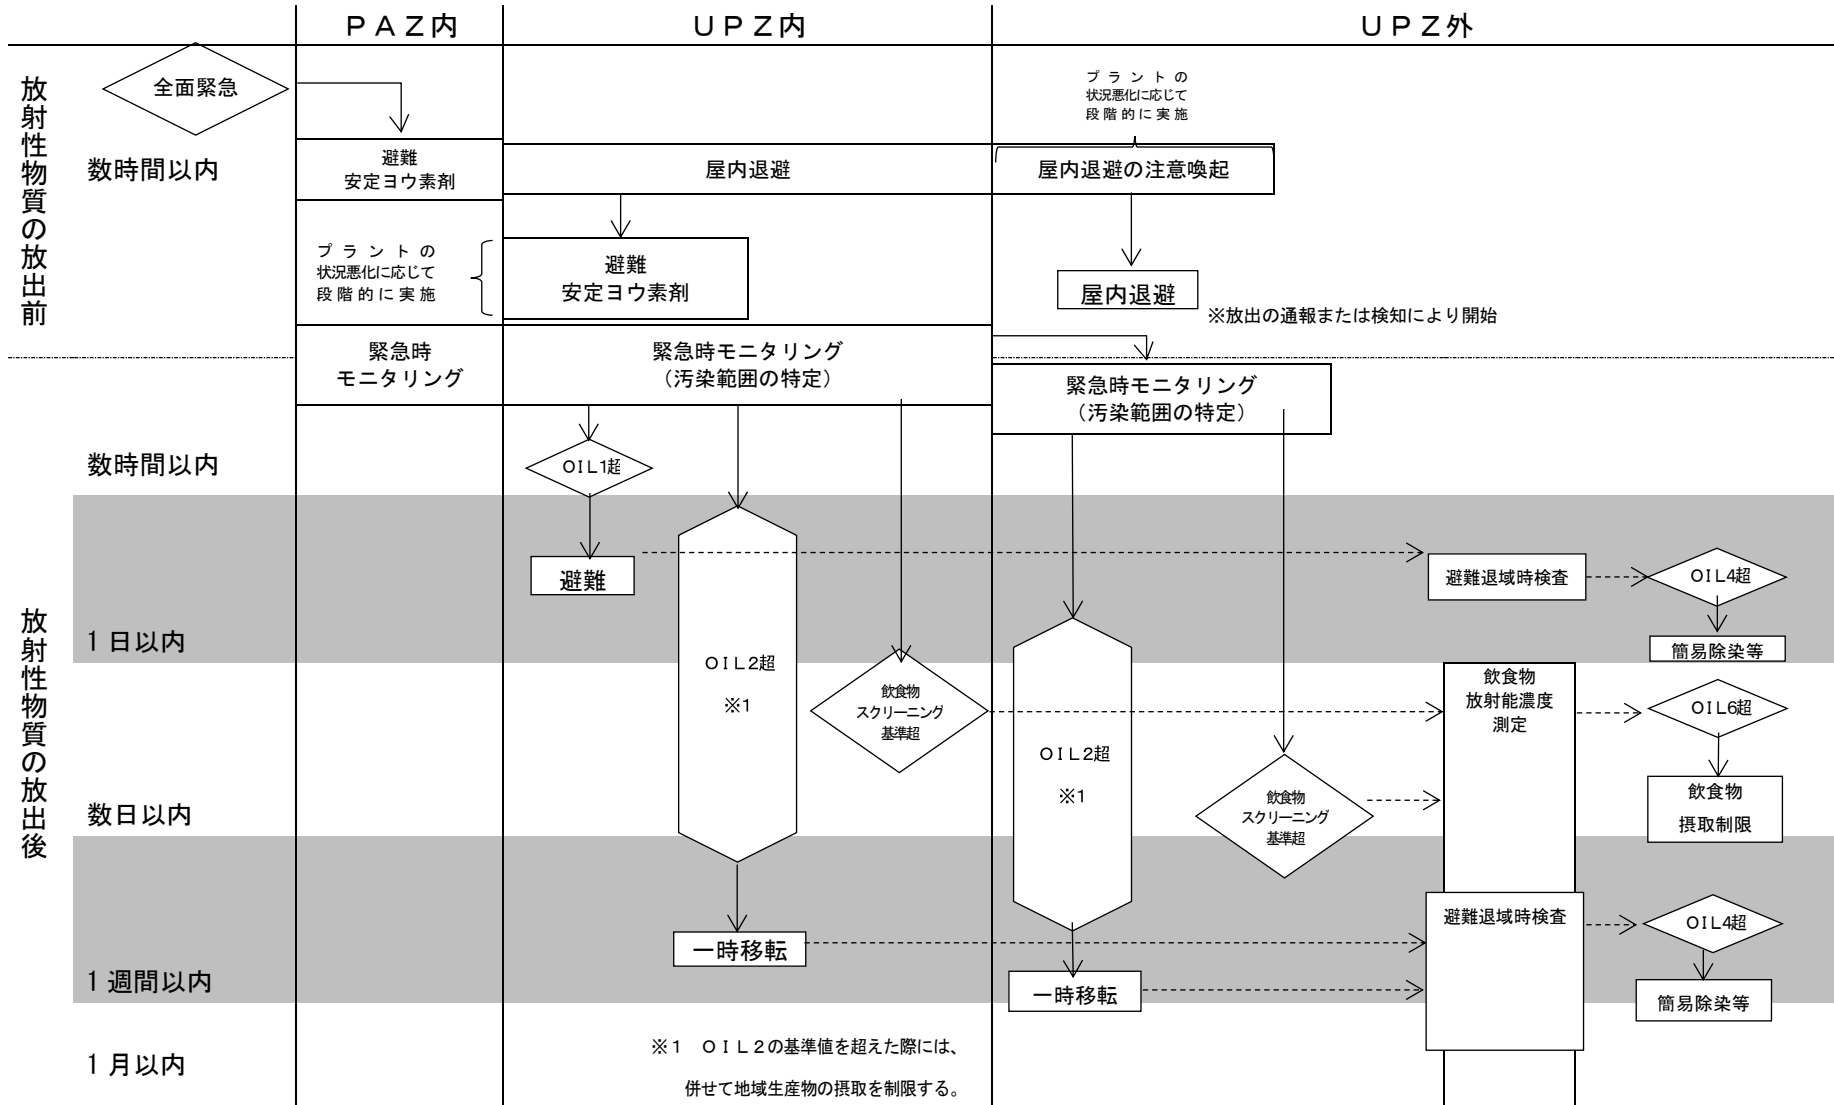 ＰＡＺ内
ＵＰＺ内
ＵＰＺ外
放射性物質の放出前
全面緊急
プラントの
状況悪化に応じて
段階的に実施
数時間以内
避難
安定ヨウ素剤
屋内退避
屋内退避の注意喚起
プラントの
状況悪化に応じて
段階的に実施
避難
安定ヨウ素剤
屋内退避
※放出の通報または検知により開始
緊急時
モニタリング
緊急時モニタリング
（汚染範囲の特定）
緊急時モニタリング
（汚染範囲の特定）
放射性物質の放出後
数時間以内
ＯＩＬ1超
避難
避難退域時検査
ＯＩＬ4超
1日以内
簡易除染等
ＯＩＬ2超
※1
飲食物
スクリーニング
基準超
飲食物
放射能濃度
測定
ＯＩＬ6超
ＯＩＬ2超
※1
飲食物
スクリーニング
基準超
飲食物
摂取制限
数日以内
避難退域時検査
ＯＩＬ4超
一時移転
1週間以内
一時移転
簡易除染等
※１　ＯＩＬ２の基準値を超えた際には、
併せて地域生産物の摂取を制限する。
1月以内